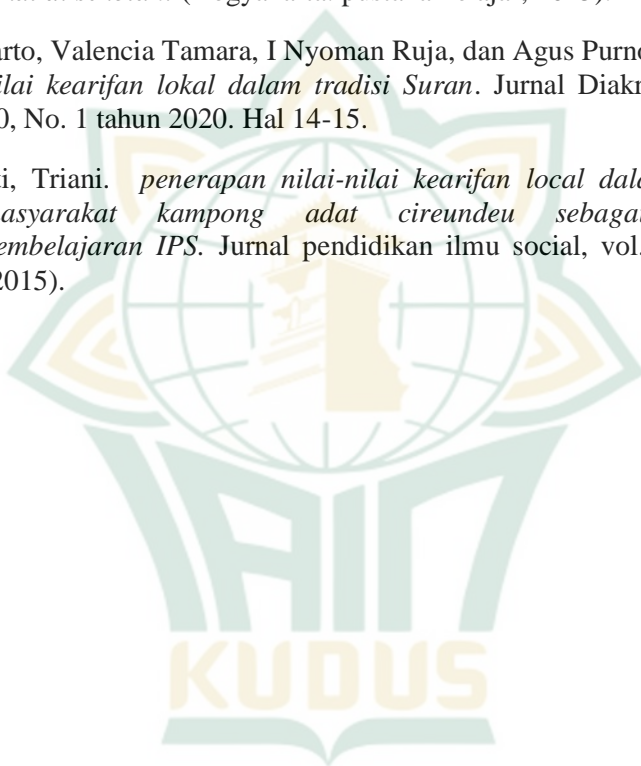 arto, Valencia Tamara, I Nyoman Ruja, dan Agus Purno
ilai kearifan lokal dalam tradisi Suran. Jurnal Diakr
0, No. 1 tahun 2020. Hal 14-15.
i, Triani. penerapan nilai-nilai kearifan local dala
asyarakat kampong adat cireundeu sebaga
embelajaran IPS. Jurnal pendidikan ilmu social, vol.
2015).
IAIN
KUDUS